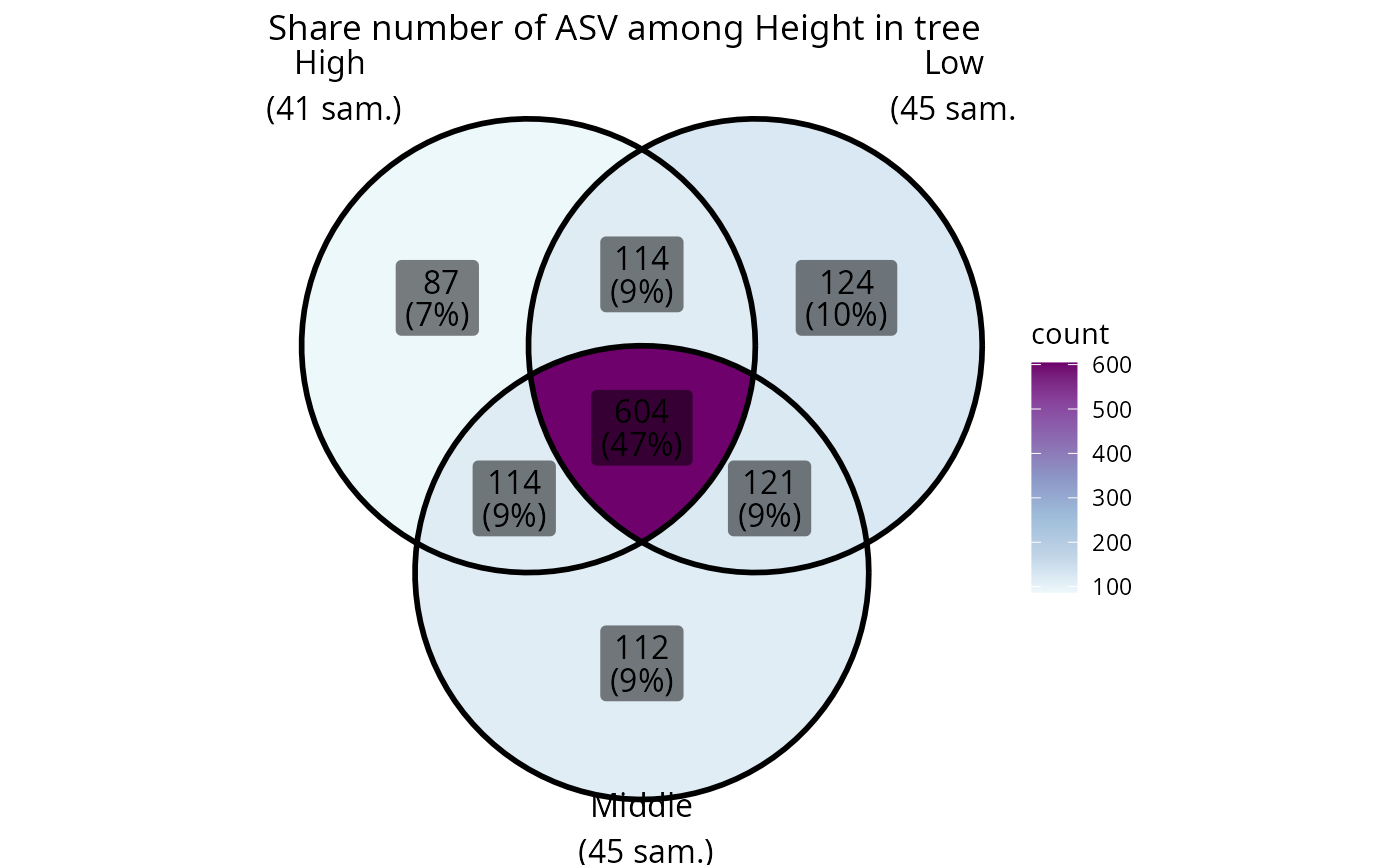 Share number of ASV among Height in tree
High
(41 sam.)
Low
(45 sam.
87
(7%)
114
(9%)
124
(10%)
604
(47%)
114
(9%)
121
(9%)
112
(9%)
Middle
(45 sam.)
count
600
500
400
300
200
100